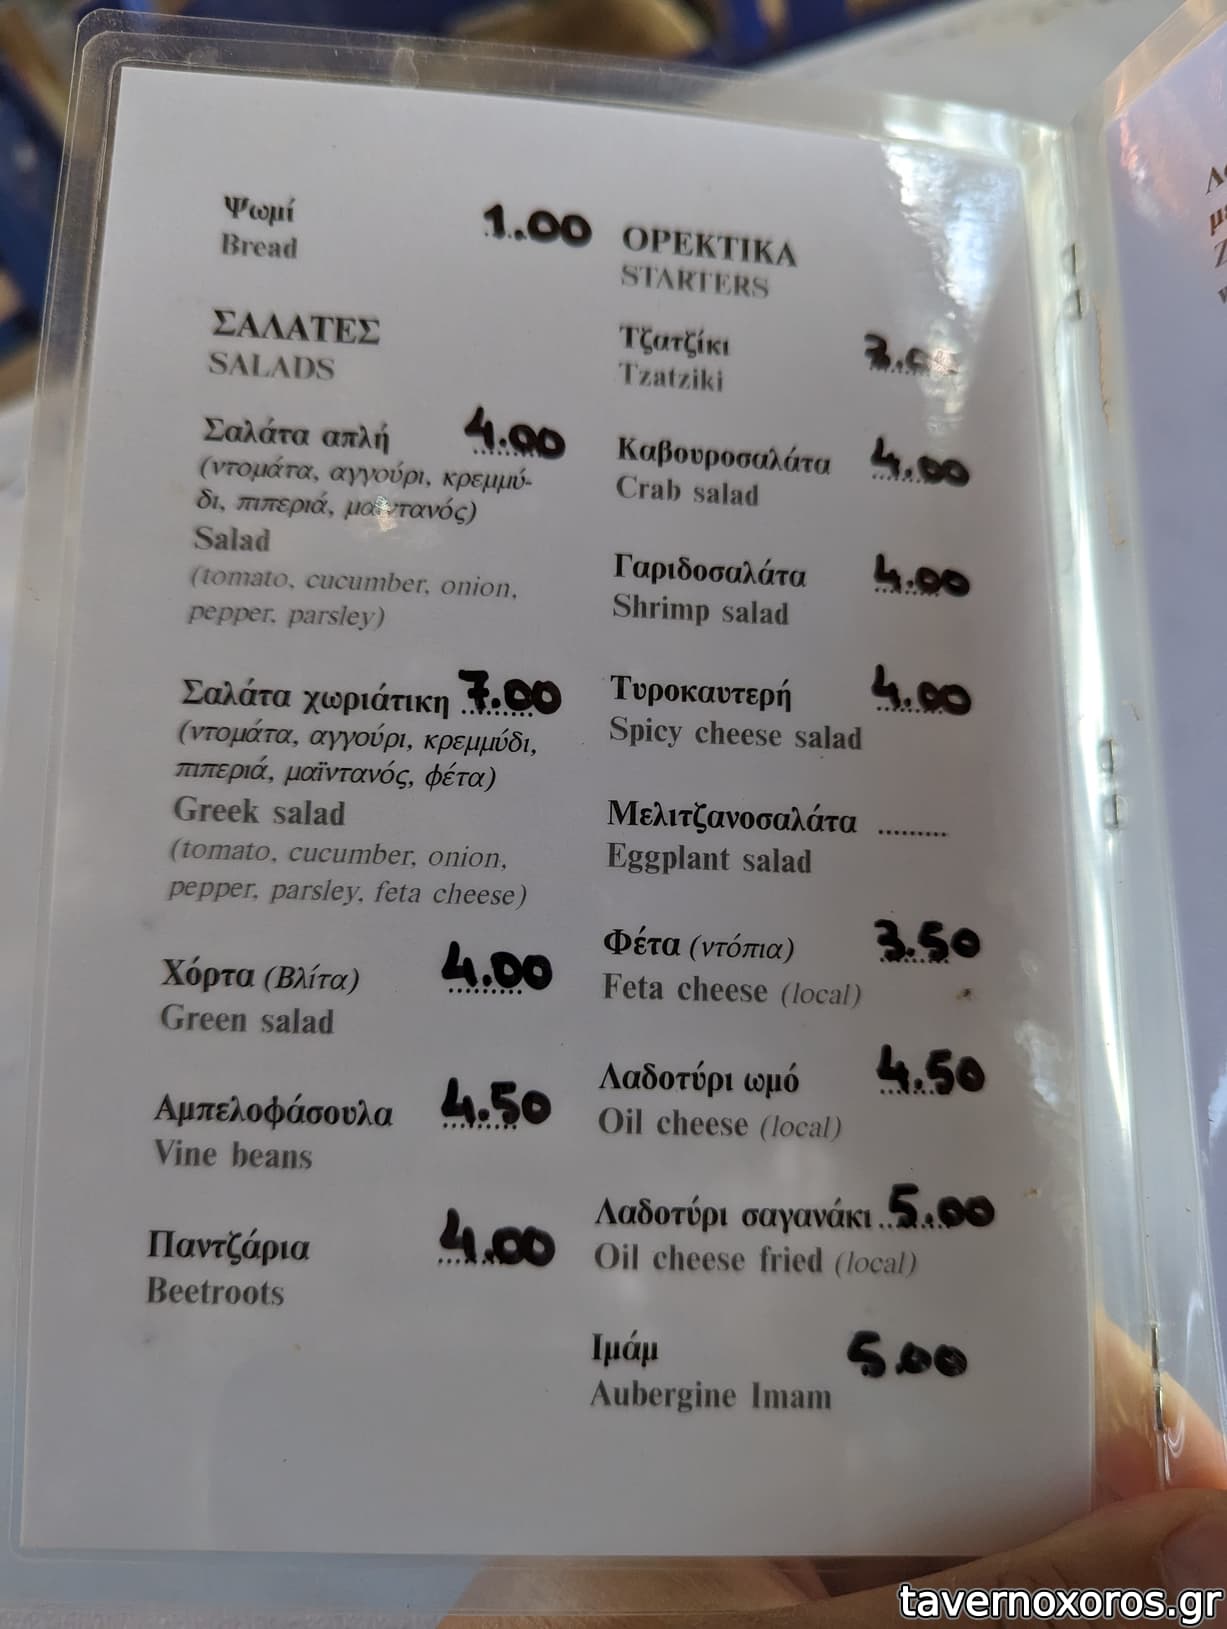 Ψωμί 1.00
Bread
ΣΑΛΑΤΕΣ
SALADS
Σαλάτα απλή 4.00
(ντομάτα, αγγούρι, κρεμμύ-
δι, πιπεριά, μαϊντανός)
Salad
(tomato, cucumber, onion,
pepper, parsley)
Σαλάτα χωριάτικη 7.00
(ντομάτα, αγγούρι, κρεμμύδι,
πιπεριά, μαϊντανός, φέτα)
Greek salad
(tomato, cucumber, onion,
pepper, parsley, feta cheese)
Χόρτα (Βλίτα) 4.00
Green salad
Αμπελοφάσουλα 4.50
Vine beans
Παντζάρια 4.00
Beetroots
ΟΡΕΚΤΙΚΑ
STARTERS
Τζατζίκι
Tzatziki
Καβουροσαλάτα 4.00
Crab salad
Γαριδοσαλάτα 4.00
Shrimp salad
Τυροκαυτερή 4.00
Spicy cheese salad
Μελιτζανοσαλάτα .........
Eggplant salad
Φέτα (ντόπια) 3.50
Feta cheese (local)
Λαδοτύρι ωμό 4.50
Oil cheese (local)
Λαδοτύρι σαγανάκι 5.00
Oil cheese fried (local)
Ιμάμ 5.00
Aubergine Imam
tavernoxoros.gr